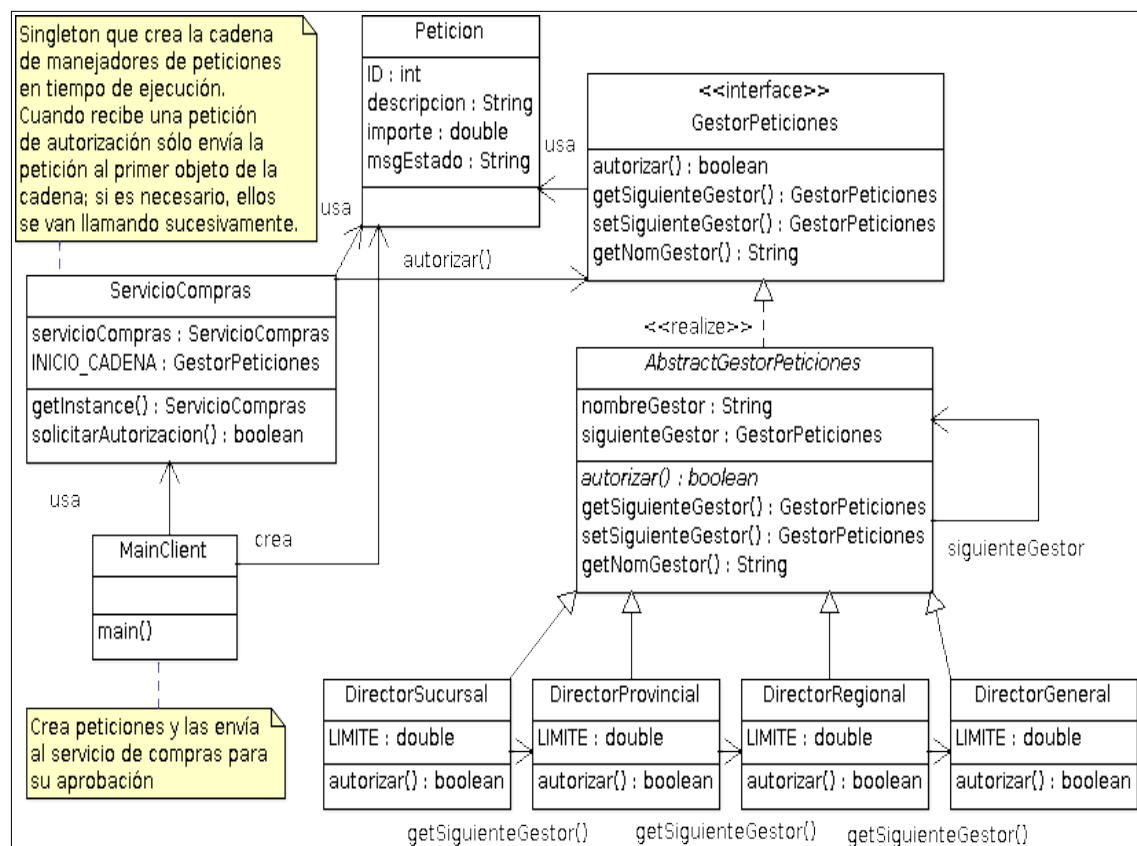 Singleton que crea la cadena
de manejadores de peticiones
en tiempo de ejecución.
Cuando recibe una petición
de autorización sólo envía la
petición al primer objeto de la
cadena; si es necesario, ellos
se van llamando sucesivamente.
Peticion
ID : int
descripcion : String
importe : double
msgEstado : String
<<interface>>
GestorPeticiones
autorizar() : boolean
getSiguienteGestor() : GestorPeticiones
setSiguienteGestor() : GestorPeticiones
getNomGestor() : String
usa
usa
autorizar()
ServicioCompras
servicioCompras : ServicioCompras
INICIO_CADENA : GestorPeticiones
getInstance() : ServicioCompras
solicitarAutorizacion() : boolean
<<realize>>
AbstractGestorPeticiones
nombreGestor : String
siguienteGestor : GestorPeticiones
autorizar() : boolean
getSiguienteGestor() : GestorPeticiones
setSiguienteGestor() : GestorPeticiones
getNomGestor() : String
siguienteGestor
usa
crea
MainClient
main()
Crea peticiones y las envía
al servicio de compras para
su aprobación
DirectorSucursal
LIMITE : double
autorizar() : boolean
DirectorProvincial
LIMITE : double
autorizar() : boolean
DirectorRegional
LIMITE : double
autorizar() : boolean
DirectorGeneral
LIMITE : double
autorizar() : boolean
getSiguienteGestor()
getSiguienteGestor()
getSiguienteGestor()